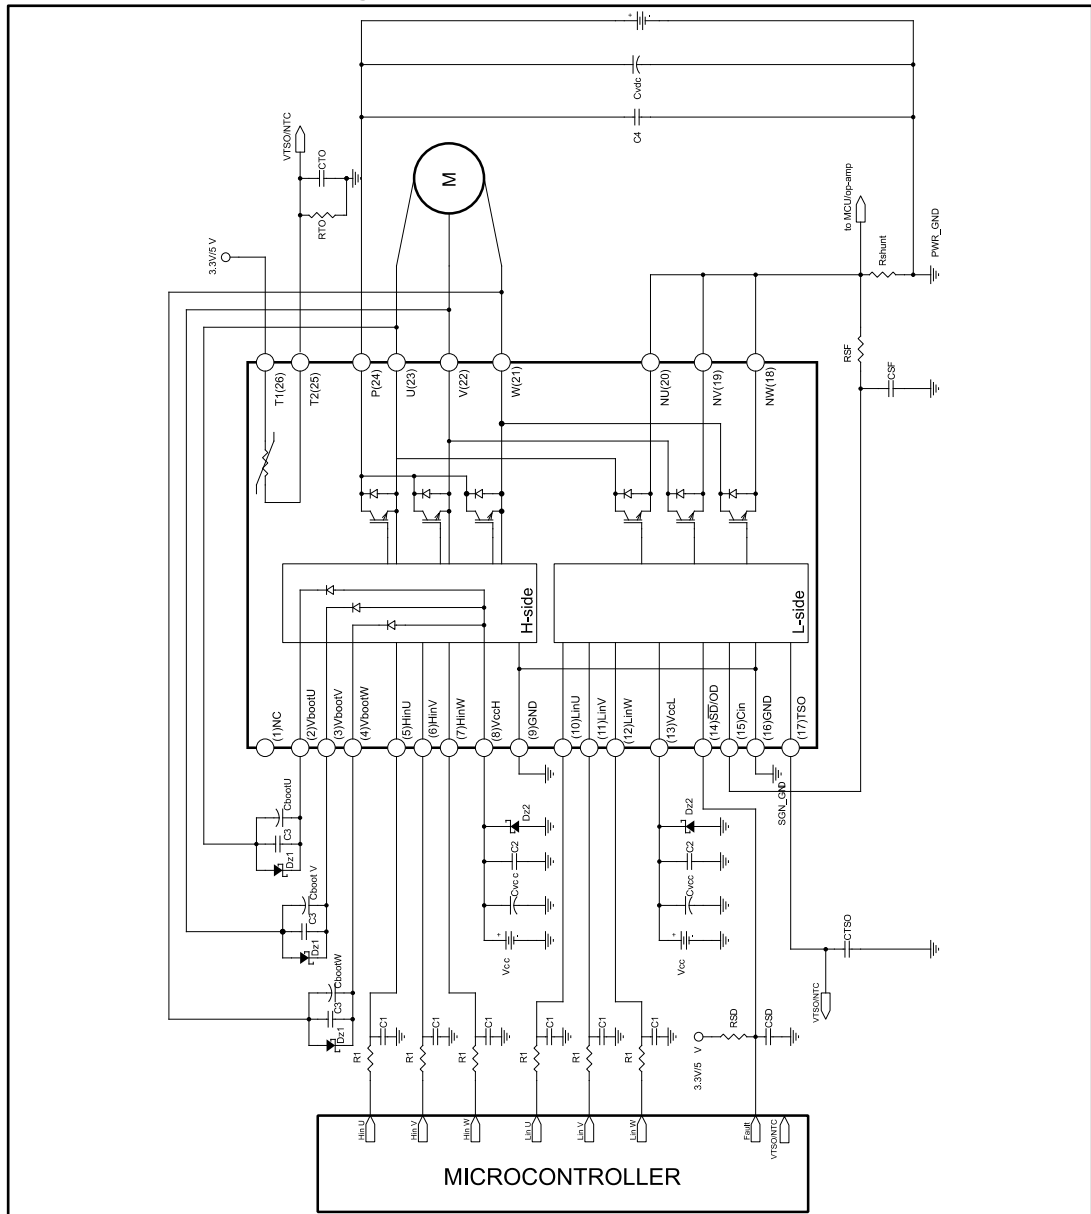 +
Cvdc
C4
VTSO/NTC
CTO
RTO
M
3.3V/5 V
to MCU/op-amp
Rshunt
PWR_GND
RSF
CSF
T1(26)
T2(25)
P(24)
U(23)
V(22)
W(21)
NU(20)
NV(19)
NW(18)
H-side
L-side
(1)NC
(2)VbootU
(3)VbootV
(4)VbootW
(5)HinU
(6)HinV
(7)HinW
(8)VccH
(9)GND
(10)LinU
(11)LinV
(12)LinW
(13)VccL
(14)SD/OD
(15)Cin
(16)GND
(17)TSO
SGN_GND
CbootU
C3
Dz1
Cboot V
C3
Dz1
CbootW
C3
Dz1
Dz2
C2
Cvc c
+
Vc c
Dz2
C2
Cvcc
+
Vcc
CTSO
VTSO/NTC
R1
C1
R1
C1
R1
C1
R1
C1
R1
C1
R1
C1
3.3V/5 V
RSD
CSD
Hin U
Hin V
Hin W
Lin U
Lin V
Lin W
Fault
VTSO/NTC
MICROCONTROLLER